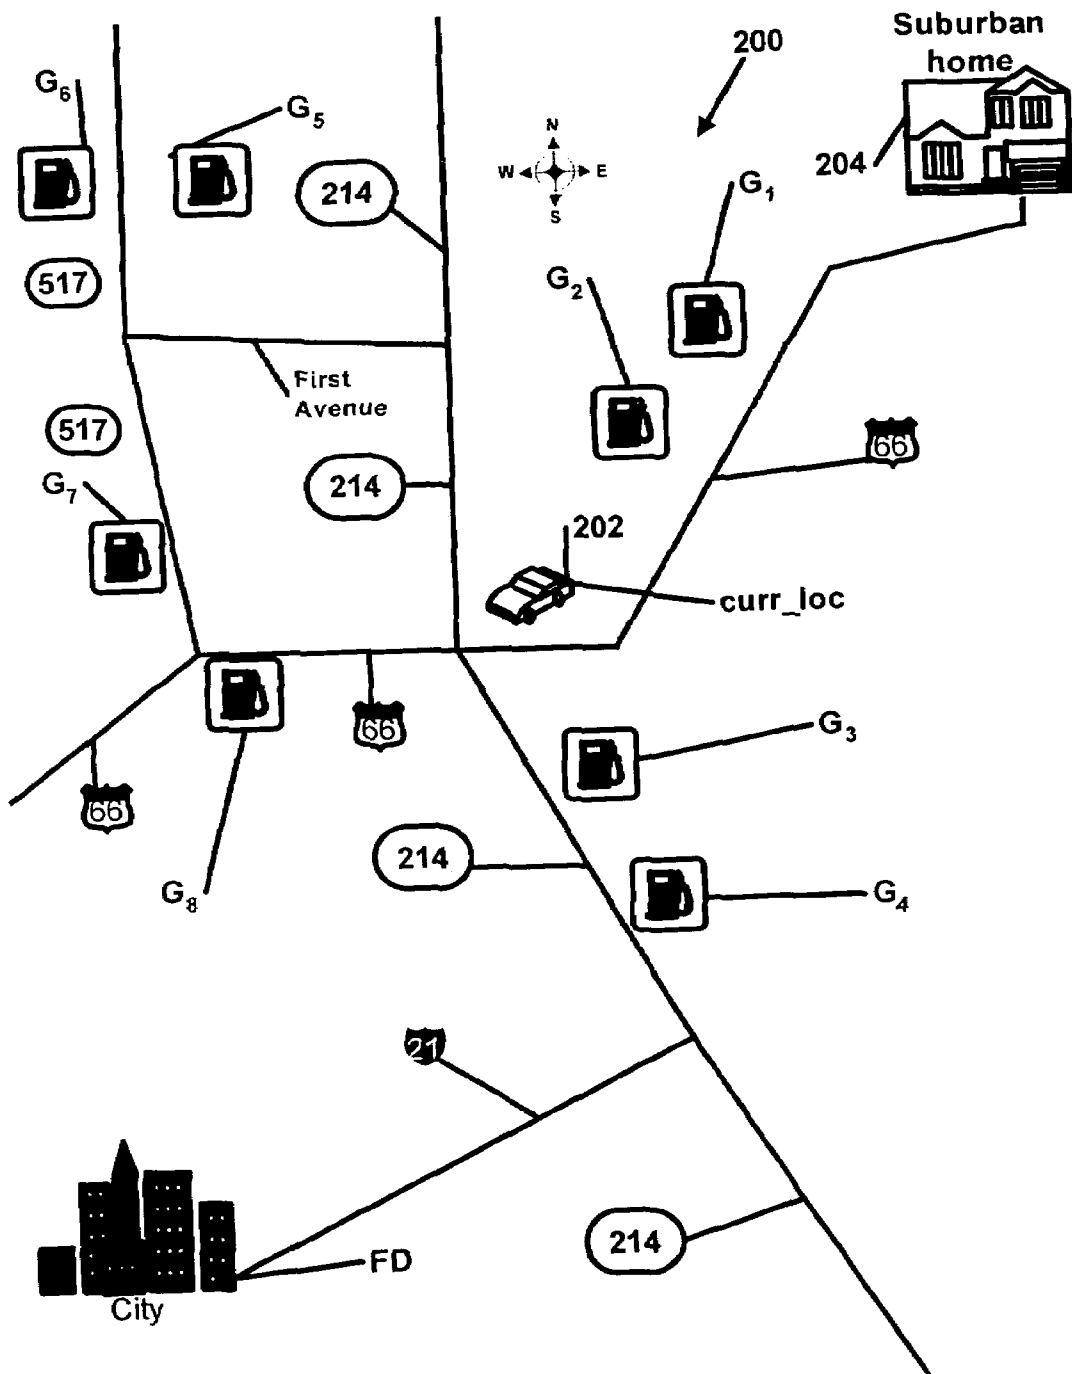 Suburban
home
200
G6
G5
204
214
N
W E
S
G1
517
G2
First
Avenue
517
66
G7
214
202
curr_loc
66
G3
66
214
G8
G4
21
214
FD
City